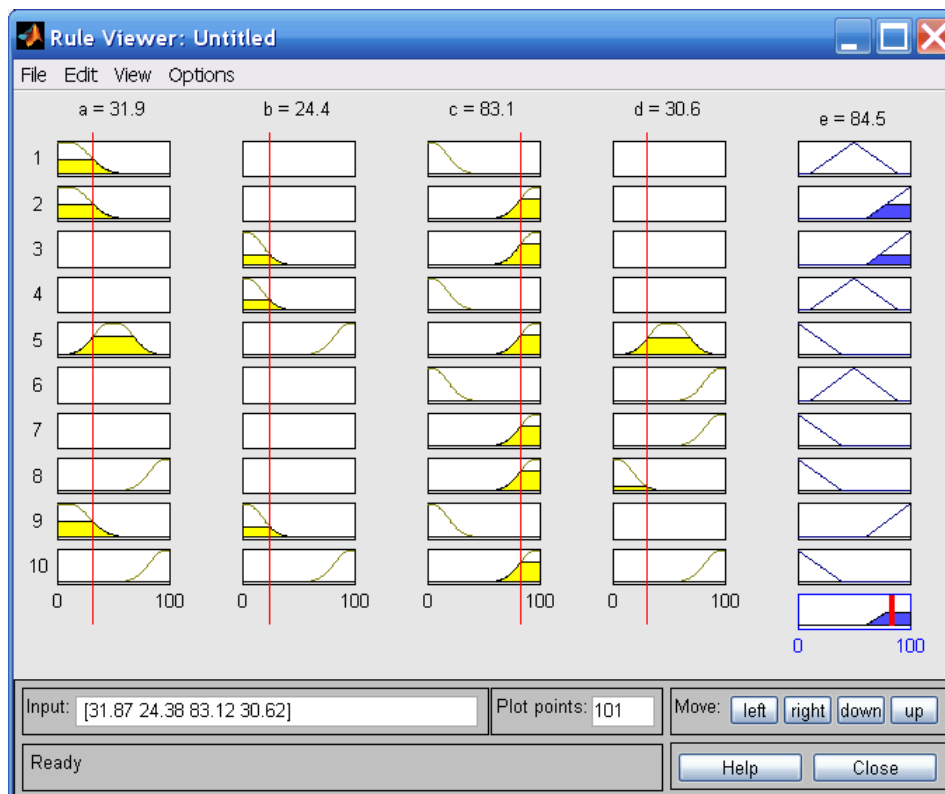 Rule Viewer: Untitled
File Edit View Options
a = 31.9 b = 24.4 c = 83.1 d = 30.6 e = 84.5
1
2
3
4
5
6
7
8
9
10
0 100 0 100 0 100 0 100
0 100
Input: [31.87 24.38 83.12 30.62] Plot points: 101 Move: left right down up
Ready Help Close